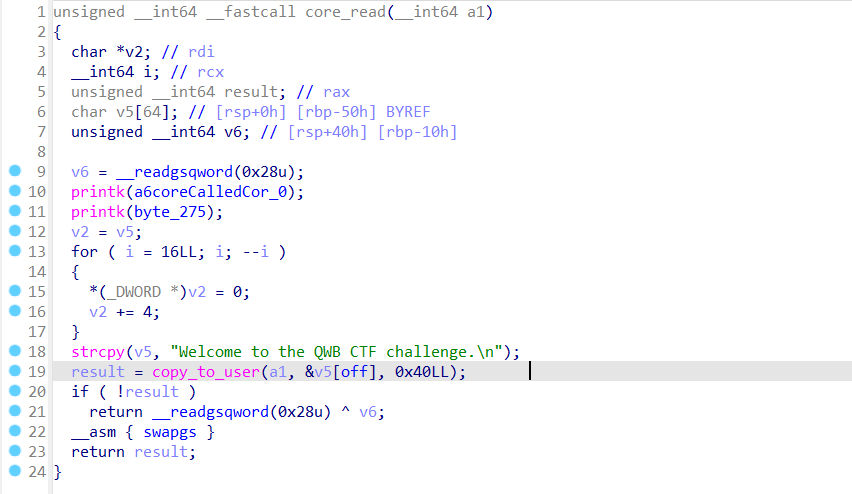 1 unsigned __int64 __fastcall core_read(__int64 a1)
2 {
3 char *v2; // rdi
4 __int64 i; // rcx
5 unsigned __int64 result; // rax
6 char v5[64]; // [rsp+0h] [rbp-50h] BYREF
7 unsigned __int64 v6; // [rsp+40h] [rbp-10h]
8
9 v6 = __readgsqword(0x28u);
10 printk(a6coreCalledCor_0);
11 printk(byte_275);
12 v2 = v5;
13 for ( i = 16LL; i; --i )
14 {
15 *(_DWORD *)v2 = 0;
16 v2 += 4;
17 }
18 strcpy(v5, "Welcome to the QWB CTF challenge.\n");
19 result = copy_to_user(a1, &v5[off], 0x40LL);
20 if ( !result )
21 return __readgsqword(0x28u) ^ v6;
22 __asm { swapgs }
23 return result;
24 }